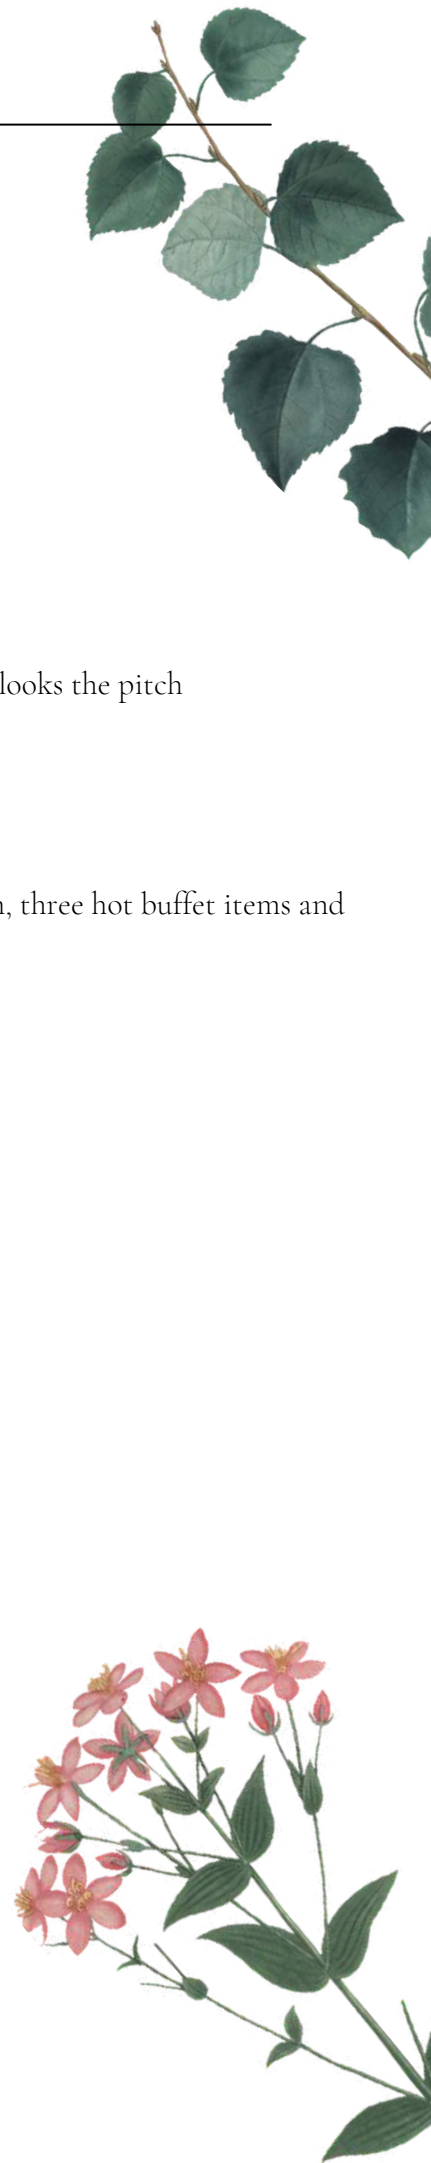 looks the pitch
, three hot buffet items and